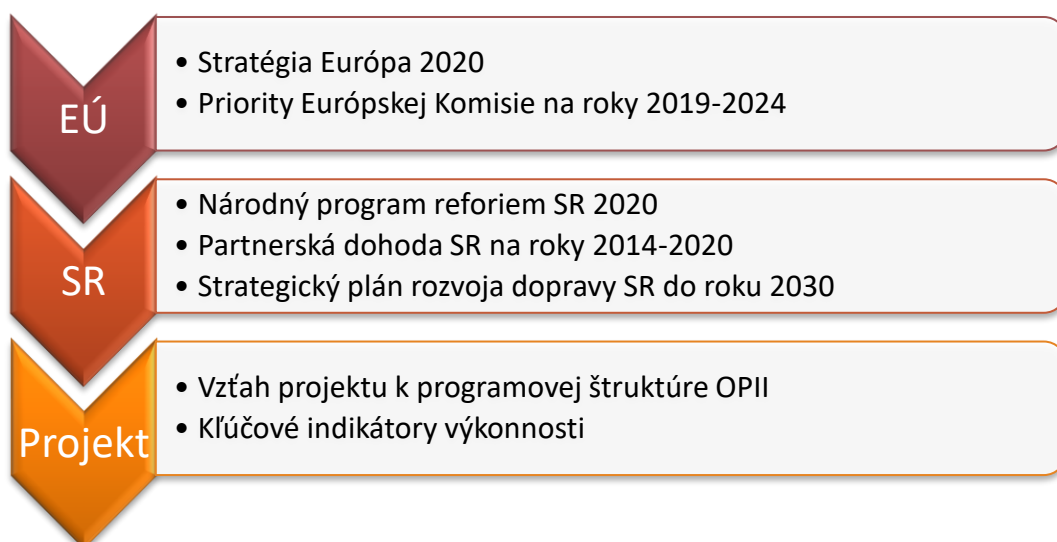 EÚ
• Stratégia Európa 2020
• Priority Európskej Komisie na roky 2019-2024
SR
• Národný program reforiem SR 2020
• Partnerská dohoda SR na roky 2014-2020
• Strategický plán rozvoja dopravy SR do roku 2030
Projekt
• Vzťah projektu k programovej štruktúre OPII
• Kľúčové indikátory výkonnosti